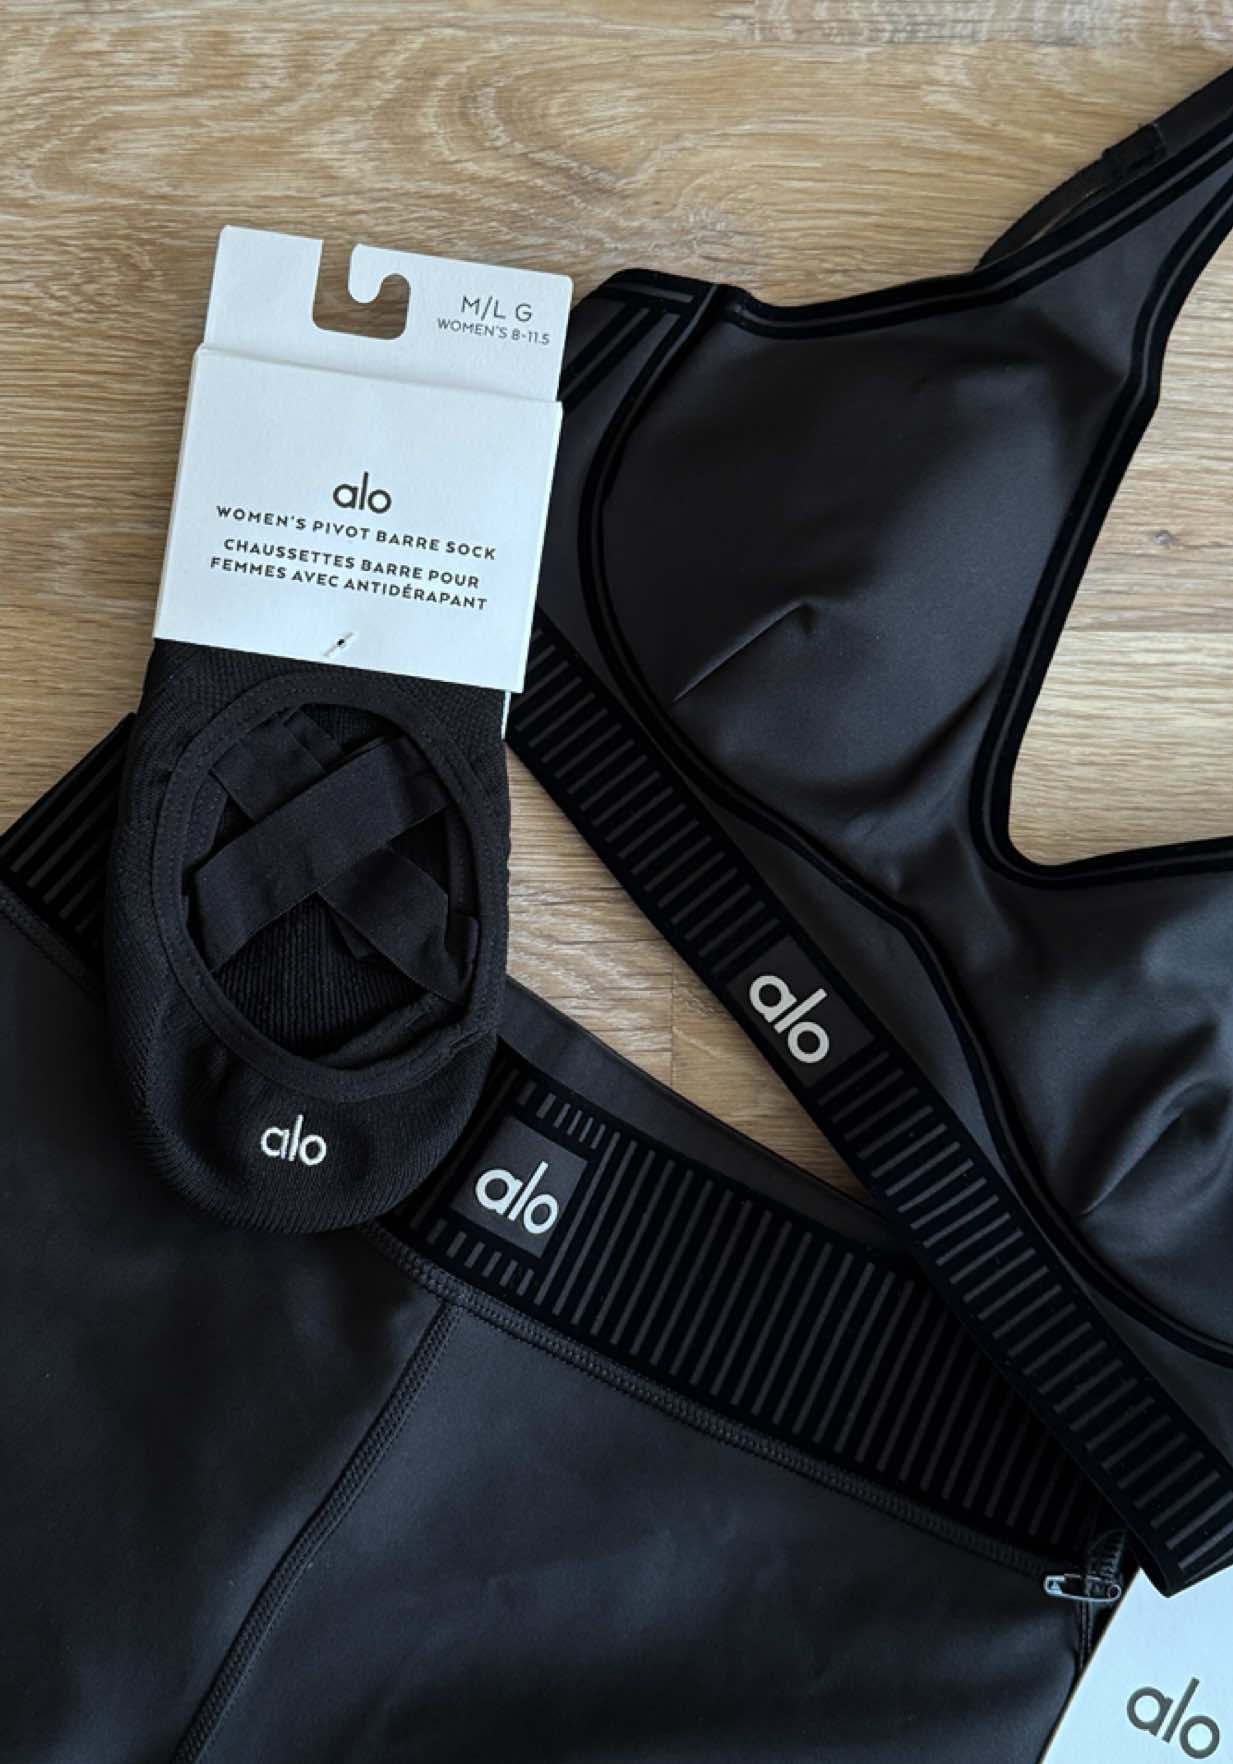 M/L G
WOMEN'S 8-11.5
alo
WOMEN'S PIVOT BARRE SOCK
CHAUSSETTES BARRE POUR
FEMMES AVEC ANTIDÉRAPANT
alo
alo
alo
alo